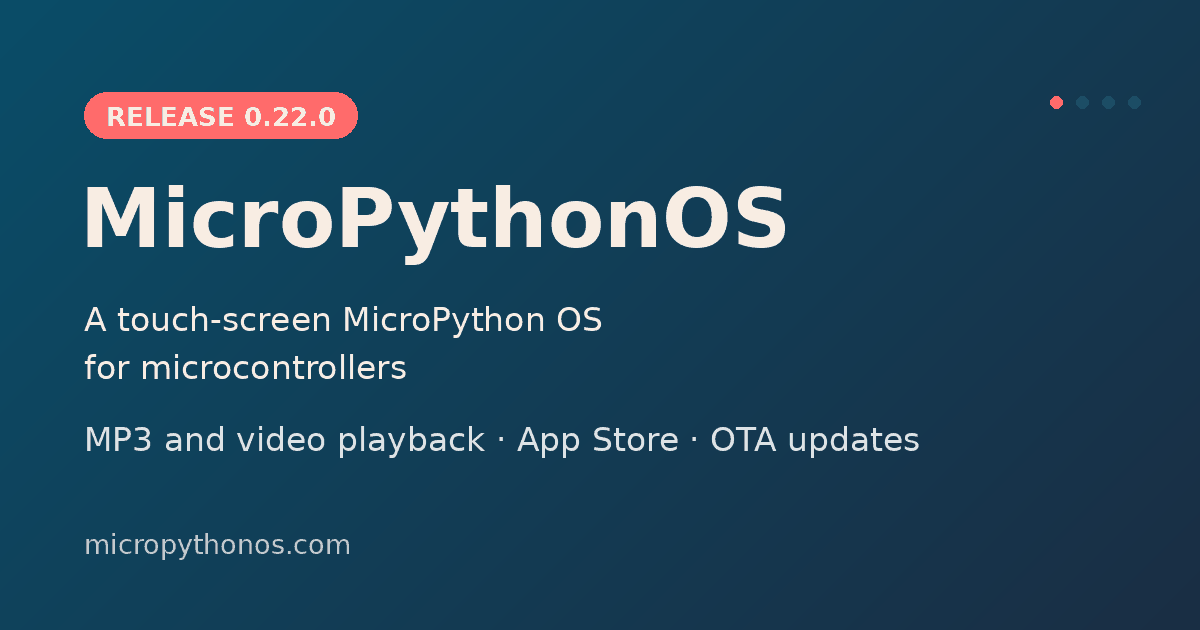 RELEASE 0.22.0
MicroPythonOS
A touch-screen MicroPython OS
for microcontrollers
MP3 and video playback · App Store · OTA updates
micropythonos.com